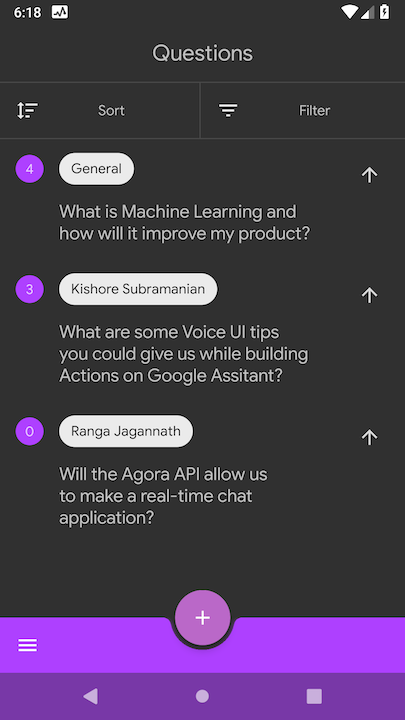 6:18
Questions
Sort
Filter
4
General
What is Machine Learning and
how will it improve my product?
3
Kishore Subramanian
What are some Voice UI tips
you could give us while building
Actions on Google Assitant?
0
Ranga Jagannath
Will the Agora API allow us
to make a real-time chat
application?